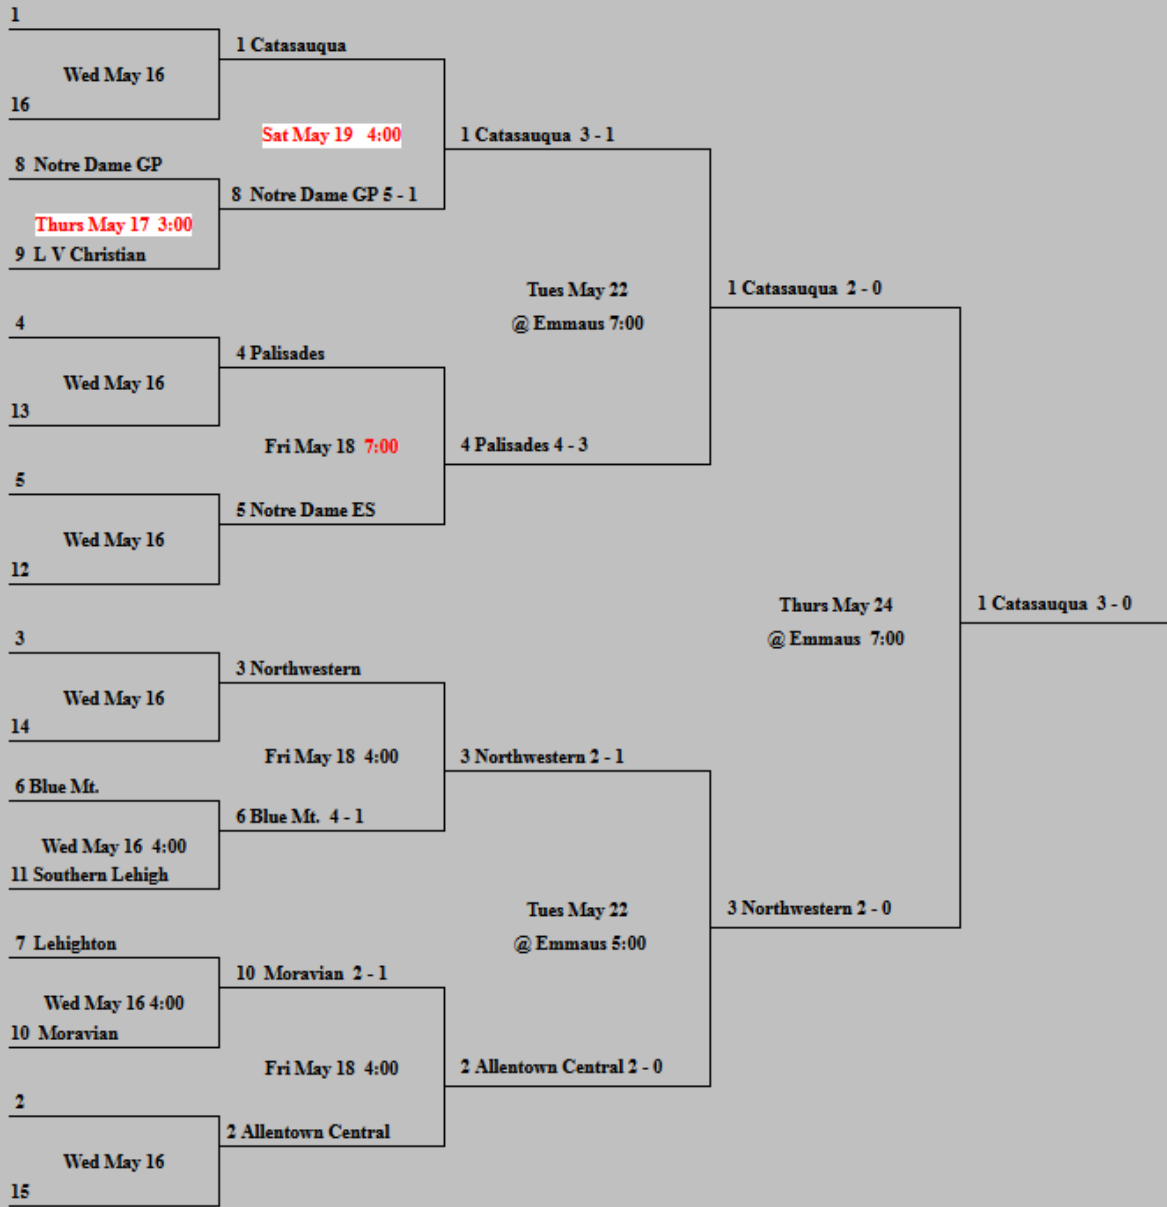 1
1 Catasauqua
Wed May 16
16
Sat May 19 4:00
1 Catasauqua 3 - 1
8 Notre Dame GP
8 Notre Dame GP 5 - 1
Thurs May 17 3:00
9 L V Christian
Tues May 22
@ Emmaus 7:00
1 Catasauqua 2 - 0
4
4 Palisades
Wed May 16
13
Fri May 18 7:00
4 Palisades 4 - 3
5
5 Notre Dame ES
Wed May 16
12
Thurs May 24
@ Emmaus 7:00
1 Catasauqua 3 - 0
3
3 Northwestern
Wed May 16
14
Fri May 18 4:00
3 Northwestern 2 - 1
6 Blue Mt.
6 Blue Mt. 4 - 1
Wed May 16 4:00
11 Southern Lehigh
Tues May 22
@ Emmaus 5:00
3 Northwestern 2 - 0
7 Lehighton
10 Moravian 2 - 1
Wed May 16 4:00
10 Moravian
Fri May 18 4:00
2 Allentown Central 2 - 0
2
2 Allentown Central
Wed May 16
15